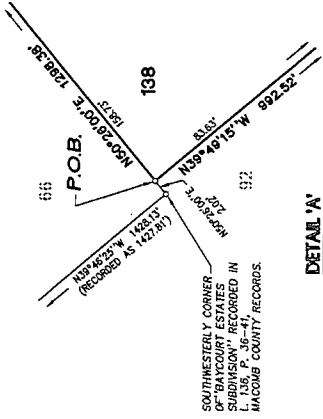 N50°26'00"E 1298.38'
158.73'
138
66
P.O.B.
83.63'
N39°49'15"W 992.52'
N50°26'00"E
2.02'
92
N39°46'25"W 1428.13'
(RECORDED AS 1427.81')
SOUTHWESTERLY CORNER
OF "BAYCOURT ESTATES
SUBDIVISION" RECORDED IN
L. 136, P. 36-41,
MACOMB COUNTY RECORDS.
DETAIL 'A'